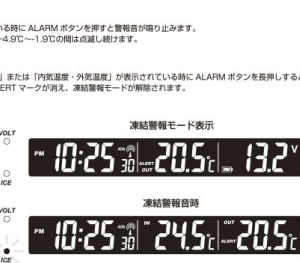 いる時に ALARM ボタンを押すと警報音が鳴り止みます。
-4.9℃~-1.9℃の間は点滅し続けます。
」または「内気温度・外気温度」が表示されている時に ALARM ボタンを長押しする
ERT マークが消え、凍結警報モードが解除されます。
凍結警報モード表示
VOLT
PM 10:25 30 ALERT OUT 20.5℃ 13.2 V
ICE
凍結警報音時
VOLT
PM 10:25 30 IN 24.5℃ OUT ALERT 20.5℃
ICE